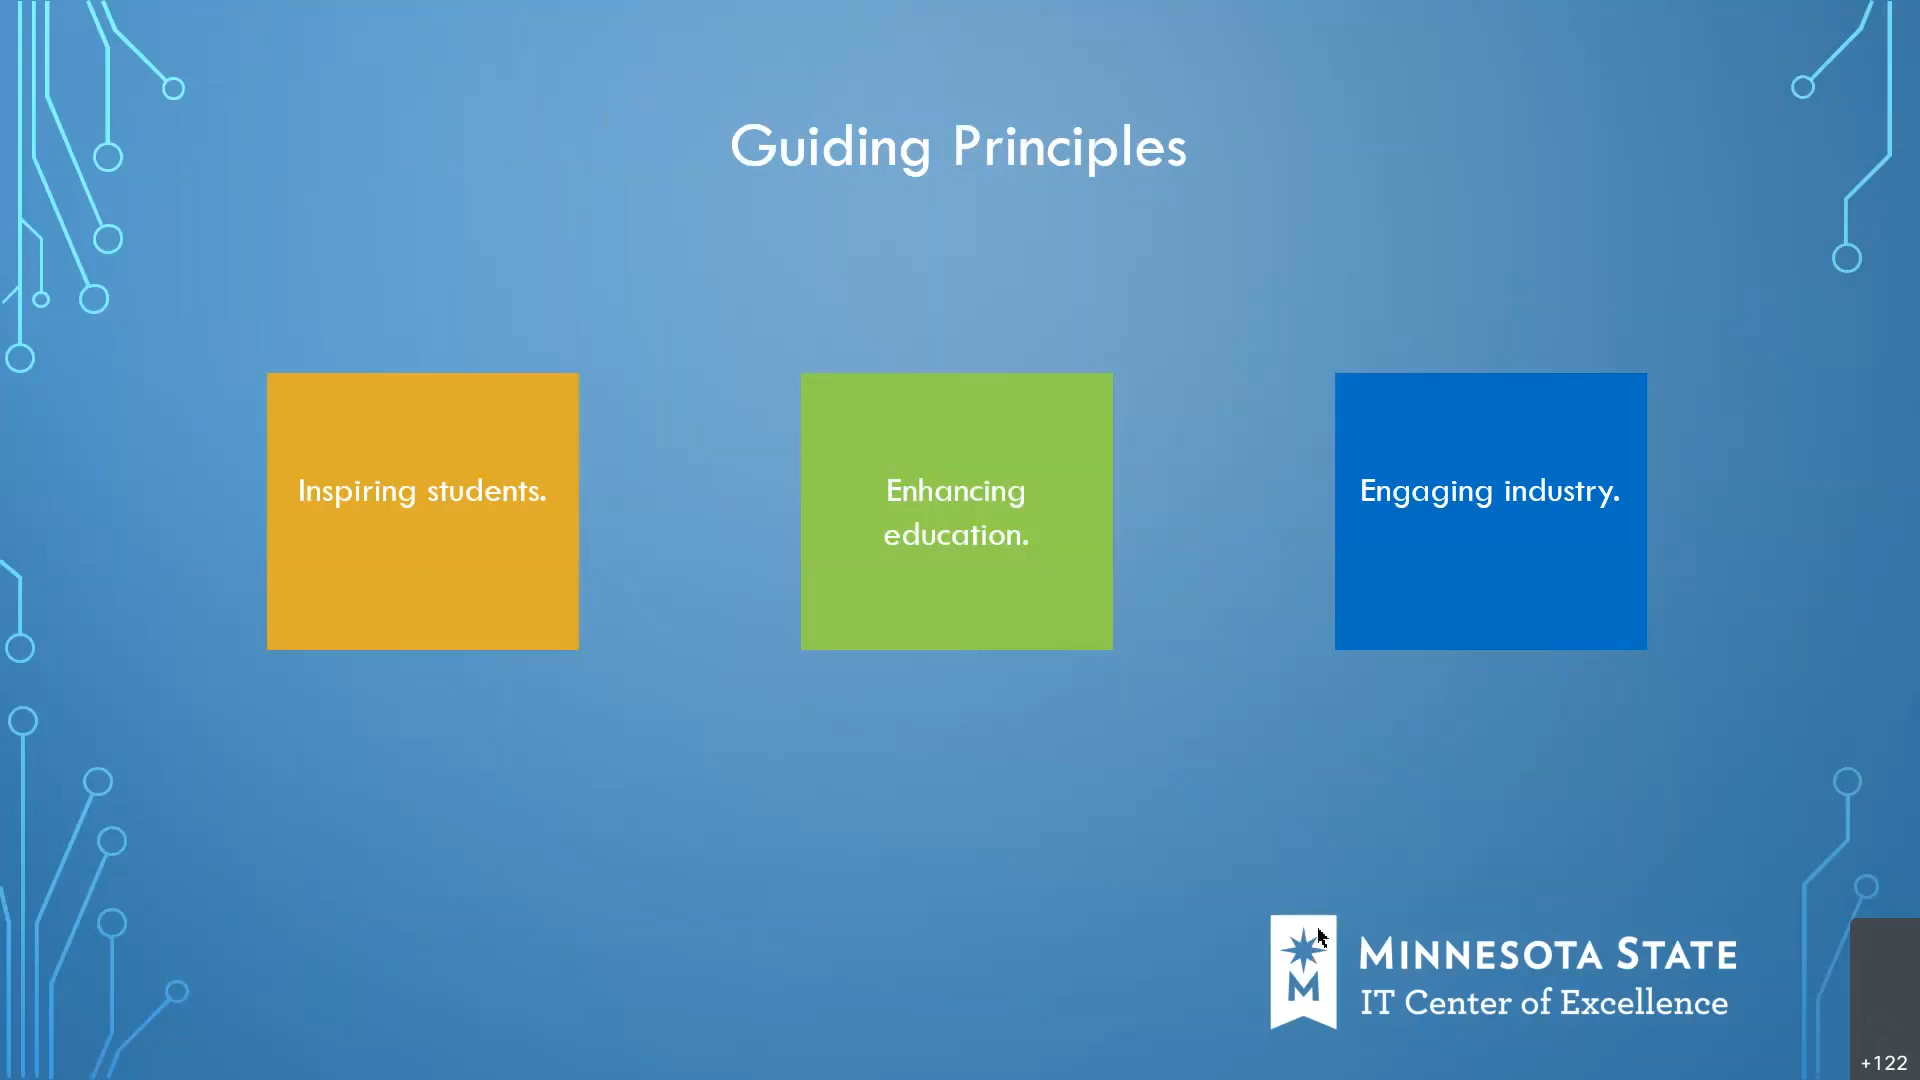 Guiding Principles
Inspiring students.
Enhancing
education.
Engaging industry.
M
MINNESOTA STATE
IT Center of Excellence
+122